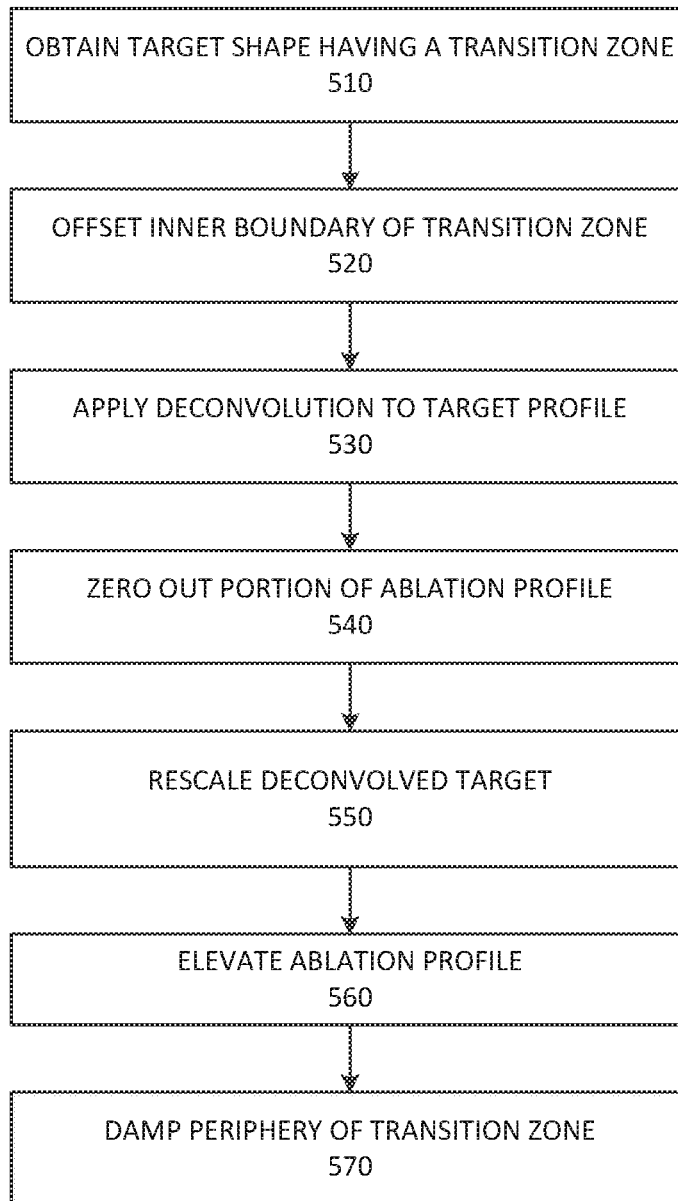 OBTAIN TARGET SHAPE HAVING A TRANSITION ZONE
510
OFFSET INNER BOUNDARY OF TRANSITION ZONE
520
APPLY DECONVOLUTION TO TARGET PROFILE
530
ZERO OUT PORTION OF ABLATION PROFILE
540
RESCALE DECONVOLVED TARGET
550
ELEVATE ABLATION PROFILE
560
DAMP PERIPHERY OF TRANSITION ZONE
570